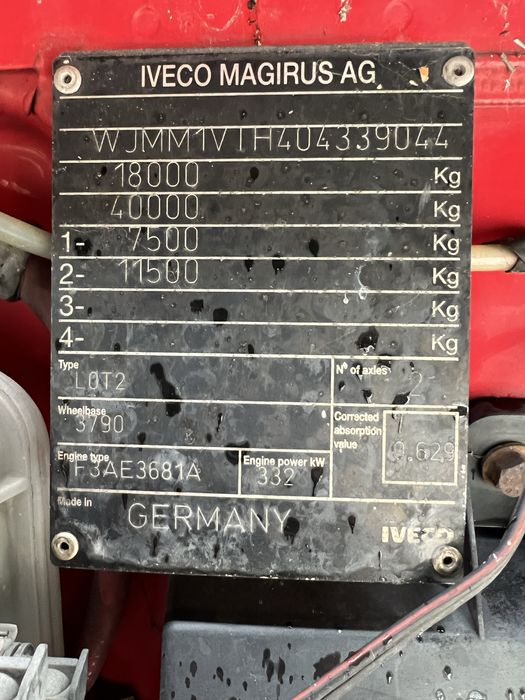 IVECO MAGIRUS AG
WJMM1VTH404339044
18000 Kg
40000 Kg
1- 7500 Kg
2- 11500 Kg
3- Kg
4- Kg
Type
L0T2
Nº of axles
2
Wheelbase
3790
Corrected absorption value
0.629
Engine type
F3AE3681A
Engine power kW
332
Made in
GERMANY
IVECO